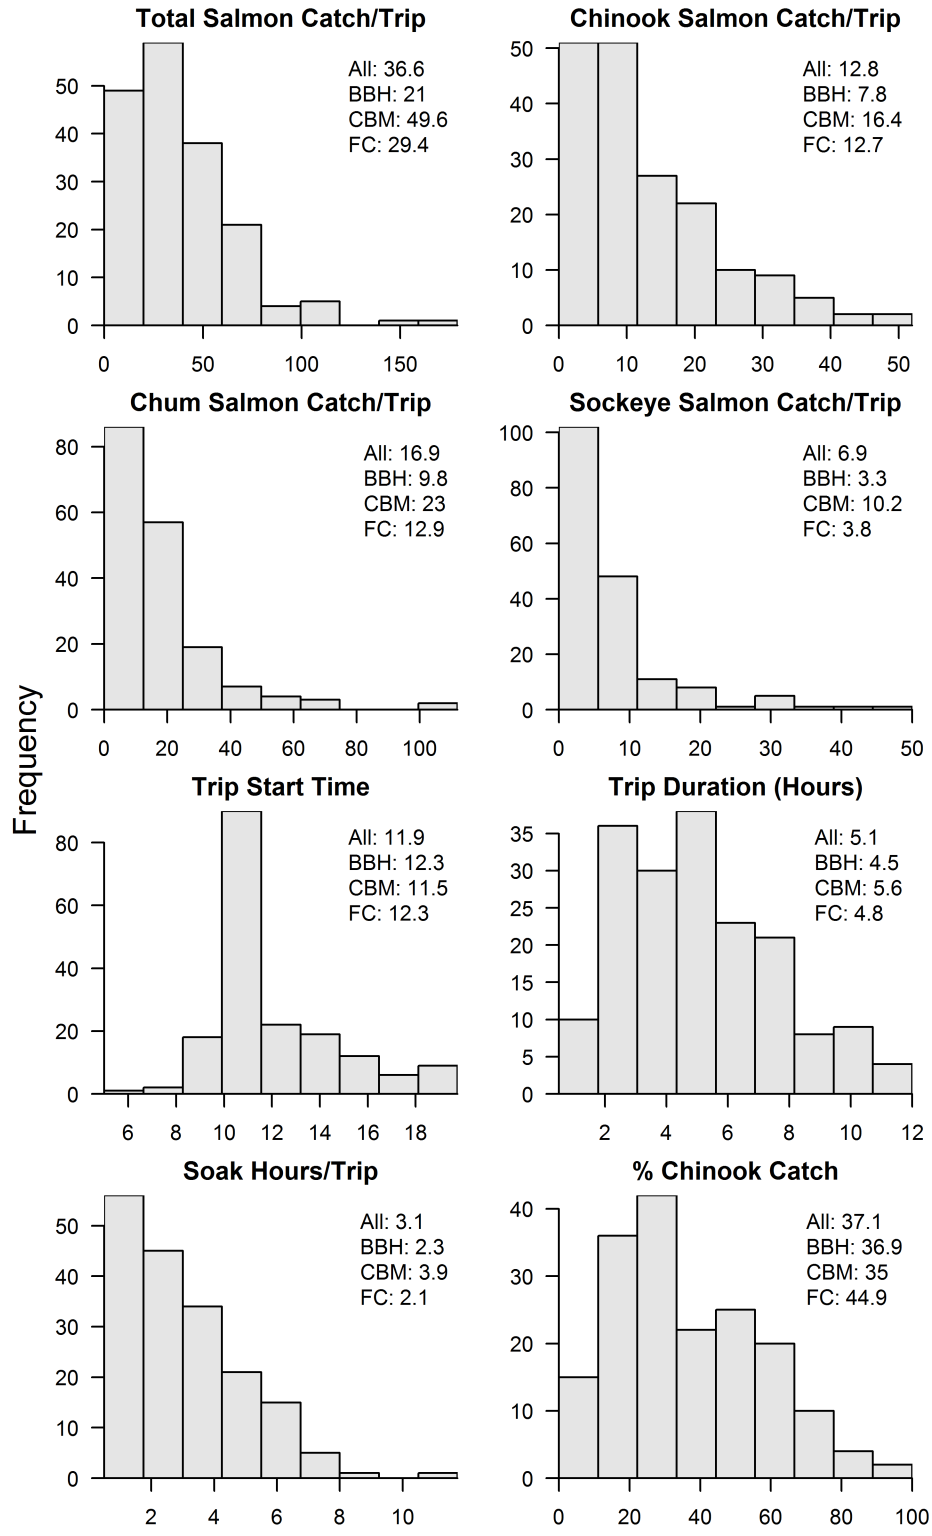 Total Salmon Catch/Trip
All: 36.6
BBH: 21
CBM: 49.6
FC: 29.4
50
40
30
20
10
0
0 50 100 150
Chinook Salmon Catch/Trip
All: 12.8
BBH: 7.8
CBM: 16.4
FC: 12.7
50
40
30
20
10
0
0 10 20 30 40 50
Chum Salmon Catch/Trip
All: 16.9
BBH: 9.8
CBM: 23
FC: 12.9
80
60
40
20
0
0 20 40 60 80 100
Sockeye Salmon Catch/Trip
All: 6.9
BBH: 3.3
CBM: 10.2
FC: 3.8
100
80
60
40
20
0
0 10 20 30 40 50
Frequency
Trip Start Time
All: 11.9
BBH: 12.3
CBM: 11.5
FC: 12.3
80
60
40
20
0
6 8 10 12 14 16 18
Trip Duration (Hours)
All: 5.1
BBH: 4.5
CBM: 5.6
FC: 4.8
35
30
25
20
15
10
5
0
2 4 6 8 10 12
Soak Hours/Trip
All: 3.1
BBH: 2.3
CBM: 3.9
FC: 2.1
50
40
30
20
10
0
2 4 6 8 10
% Chinook Catch
All: 37.1
BBH: 36.9
CBM: 35
FC: 44.9
40
30
20
10
0
0 20 40 60 80 100